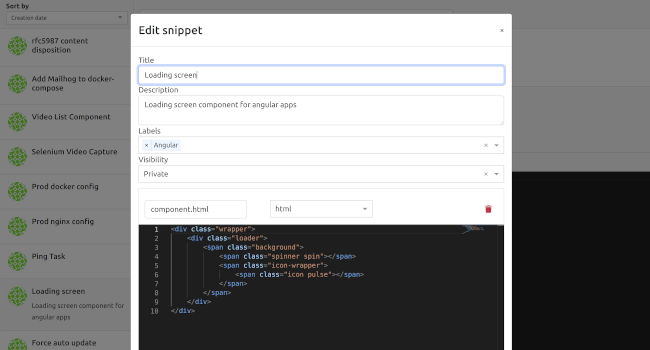 Sort by
Creation date
rfc5987 content
disposition
Add Mailhog to docker-
compose
Video List Component
Selenium Video Capture
Prod docker config
Prod nginx config
Ping Task
Loading screen
Loading screen component for
angular apps
Force auto update
Edit snippet
×
Title
Loading screen
Description
Loading screen component for angular apps
Labels
× Angular ×
Visibility
Private ×
component.html html
1 <div class="wrapper">
2 <div class="loader">
3 <span class="background">
4 <span class="spinner spin"></span>
5 <span class="icon-wrapper">
6 <span class="icon pulse"></span>
7 </span>
8 </span>
9 </div>
10 </div>